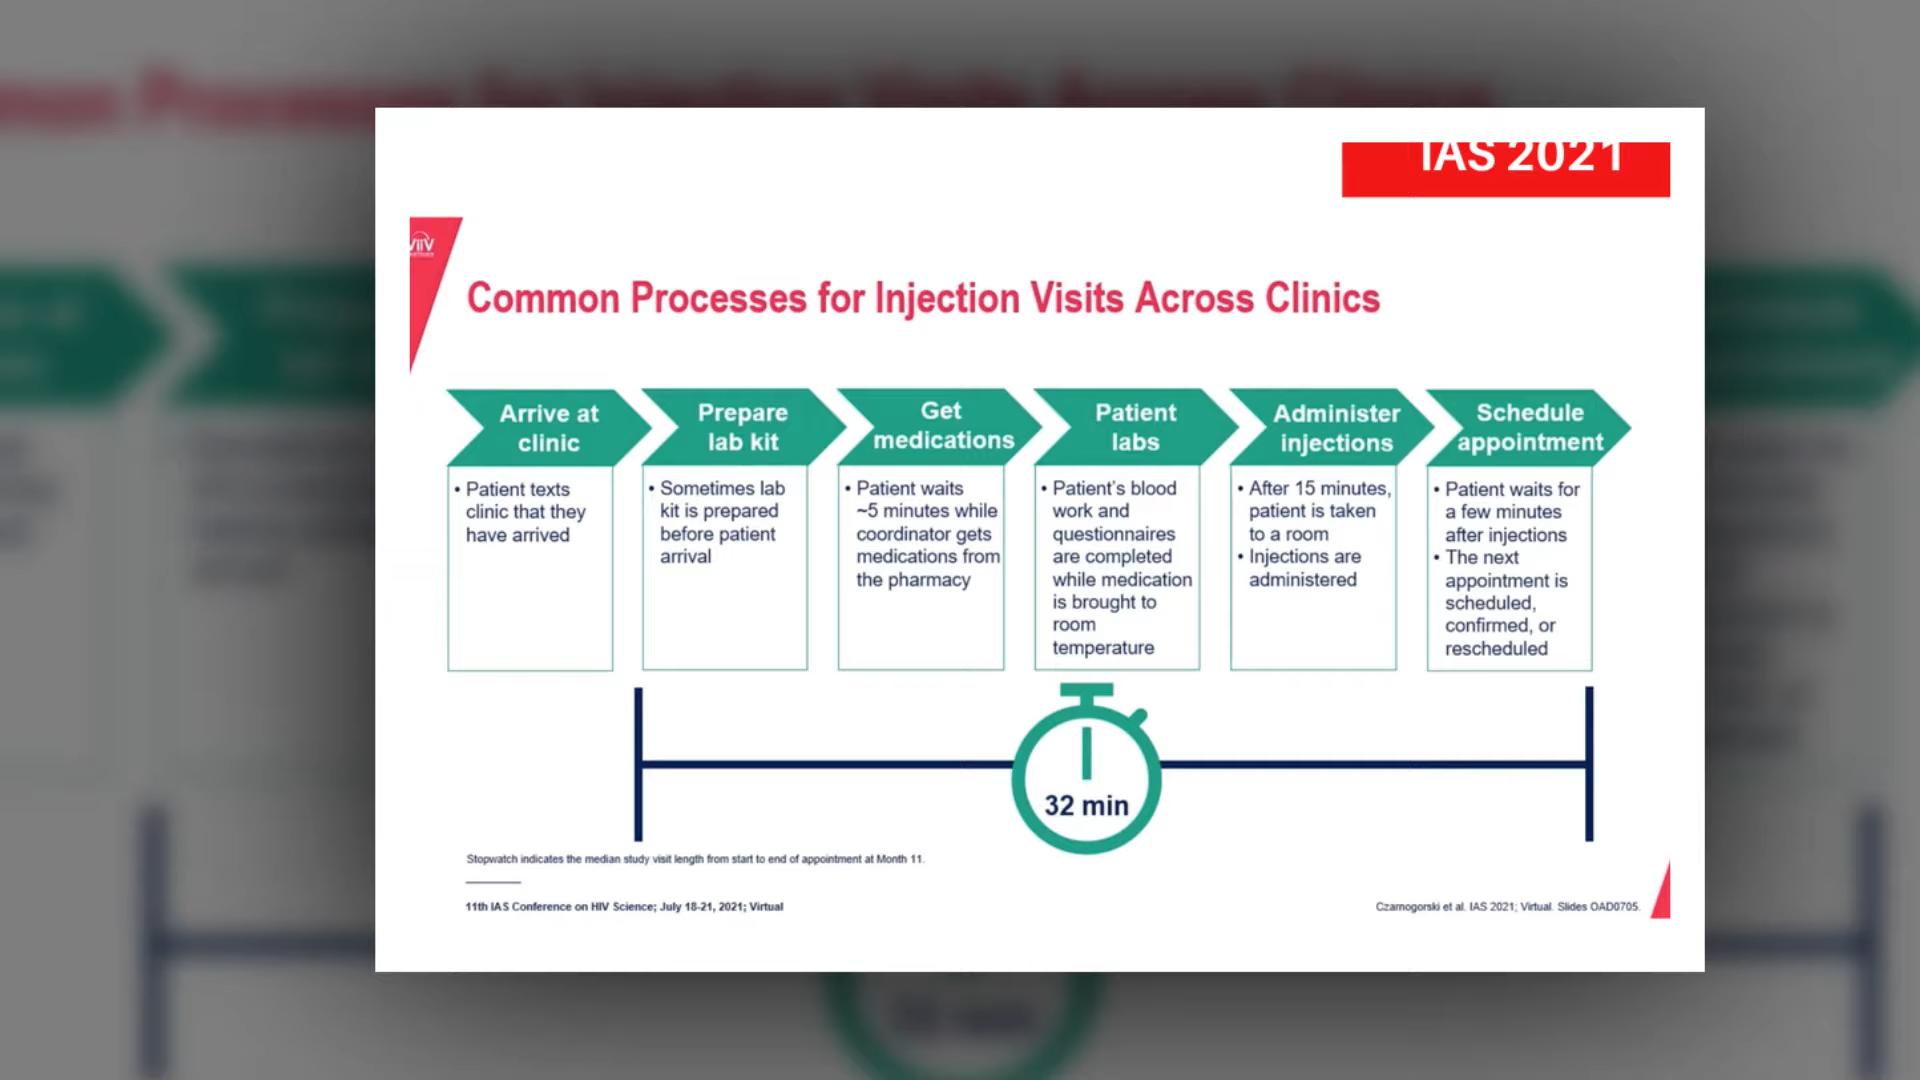 IAS 2021
ViiV
Common Processes for Injection Visits Across Clinics
Arrive at
clinic
• Patient texts
clinic that they
have arrived
Prepare
lab kit
• Sometimes lab
kit is prepared
before patient
arrival
Get
medications
• Patient waits
~5 minutes while
coordinator gets
medications from
the pharmacy
Patient
labs
• Patient's blood
work and
questionnaires
are completed
while medication
is brought to
room
temperature
Administer
injections
• After 15 minutes,
patient is taken
to a room
• Injections are
administered
Schedule
appointment
• Patient waits for
a few minutes
after injections
• The next
appointment is
scheduled,
confirmed, or
rescheduled
32 min
Stopwatch indicates the median study visit length from start to end of appointment at Month 11.
11th IAS Conference on HIV Science; July 18-21, 2021; Virtual
Czarnogorski et al. IAS 2021; Virtual. Slides OAD0705.